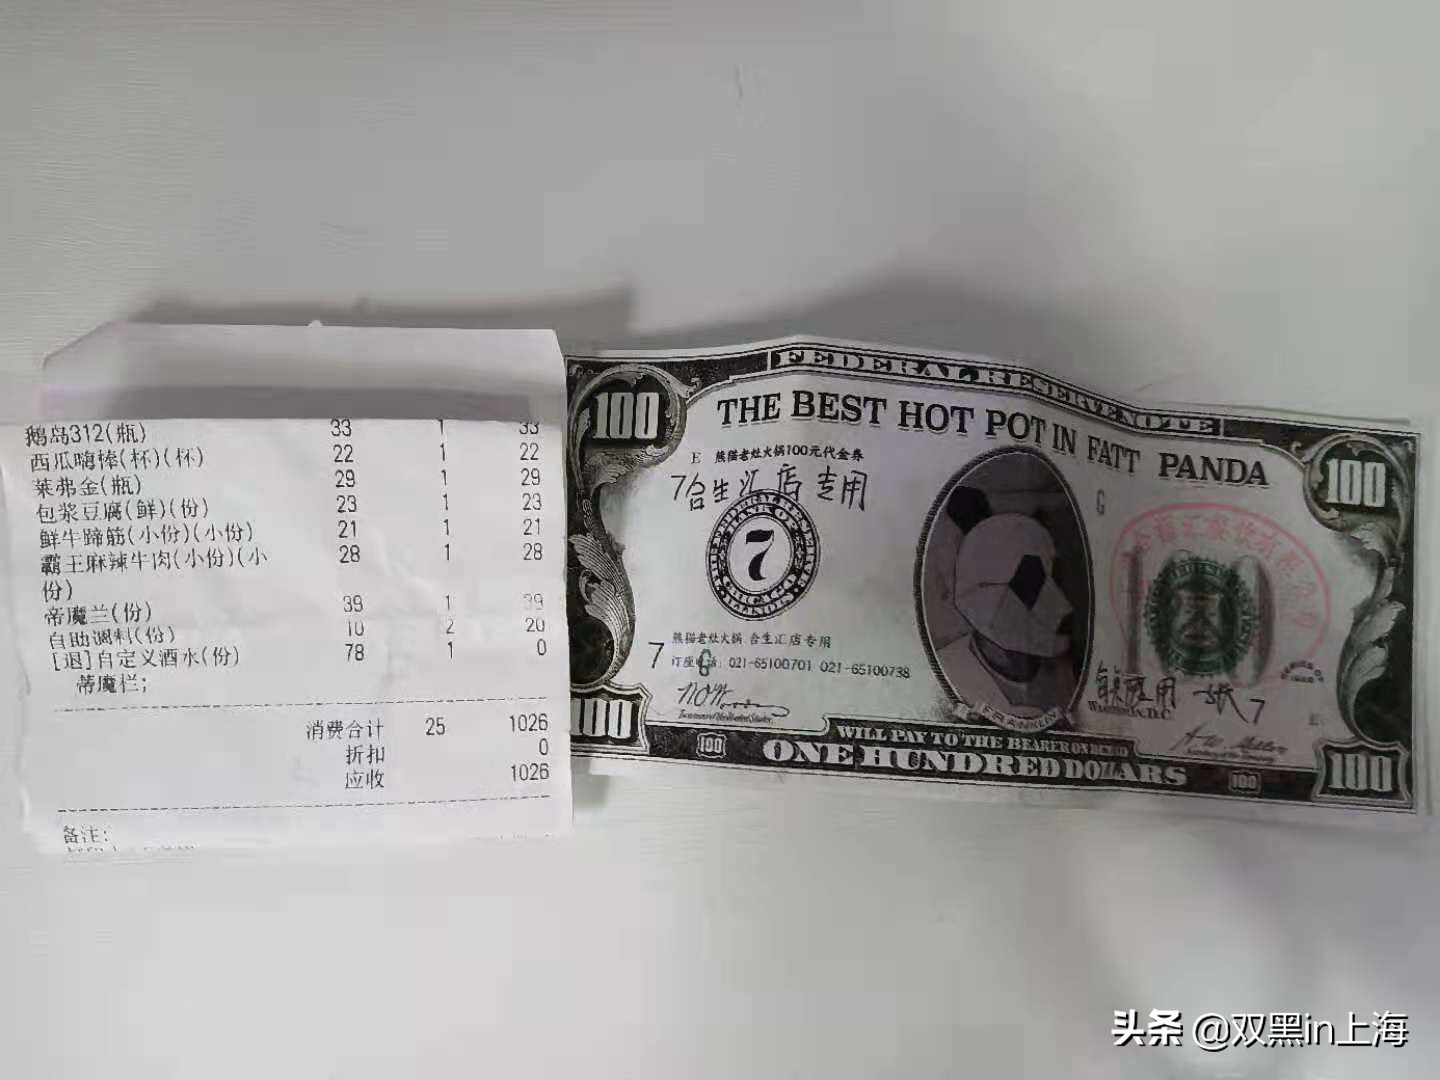 鹅岛312(瓶) 33 1 33
西瓜嗨棒(杯)(杯) 22 1 22
莱弗金(瓶) 29 1 29
包浆豆腐(鲜)(份) 23 1 23
鲜牛蹄筋(小份)(小份) 21 1 21
霸王麻辣牛肉(小份)(小 28 1 28
份)
帝魔兰(份) 39 1 39
自助调料(份) 10 2 20
[退]自定义酒水(份) 78 1 0
蒂魔栏;
消费合计 25 1026
折扣 0
应收 1026
备注:
FEDERAL RESERVE NOTE
100
100
THE BEST HOT POT IN FATT PANDA
E 熊猫老灶火锅100元代金券
7合生汇店专用
G
7
熊猫老灶火锅 合生汇店专用
7 G
订座电话: 021-65100701 021-65100738
FRANKLIN
WASHINGTON, D.C.
100
WILL PAY TO THE BEARER ON DEMAND
100 ONE HUNDRED DOLLARS 100
100
头条 @双黑in上海